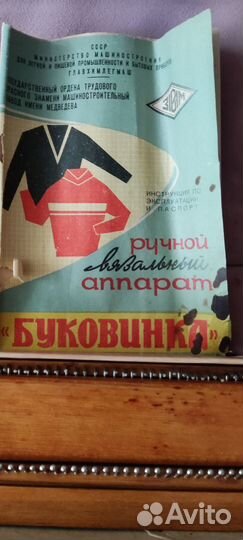 СССР
МИНИСТЕРСТВО МАШИНОСТРОЕНИЯ
ДЛЯ ЛЕГКОЙ И ПИЩЕВОЙ ПРОМЫШЛЕННОСТИ И БЫТОВЫХ ПРИБОРОВ
ГЛАВХИМЛЕГМАШ
ГОСУДАРСТВЕННЫЙ ОРДЕНА ТРУДОВОГО
КРАСНОГО ЗНАМЕНИ МАШИНОСТРОИТЕЛЬНЫЙ
ЗАВОД ИМЕНИ МЕДВЕДЕВА
ИНСТРУКЦИЯ ПО
ЭКСПЛУАТАЦИИ
И ПАСПОРТ
ручной
вязальный
аппарат
«БУКОВИНКА»
Avito